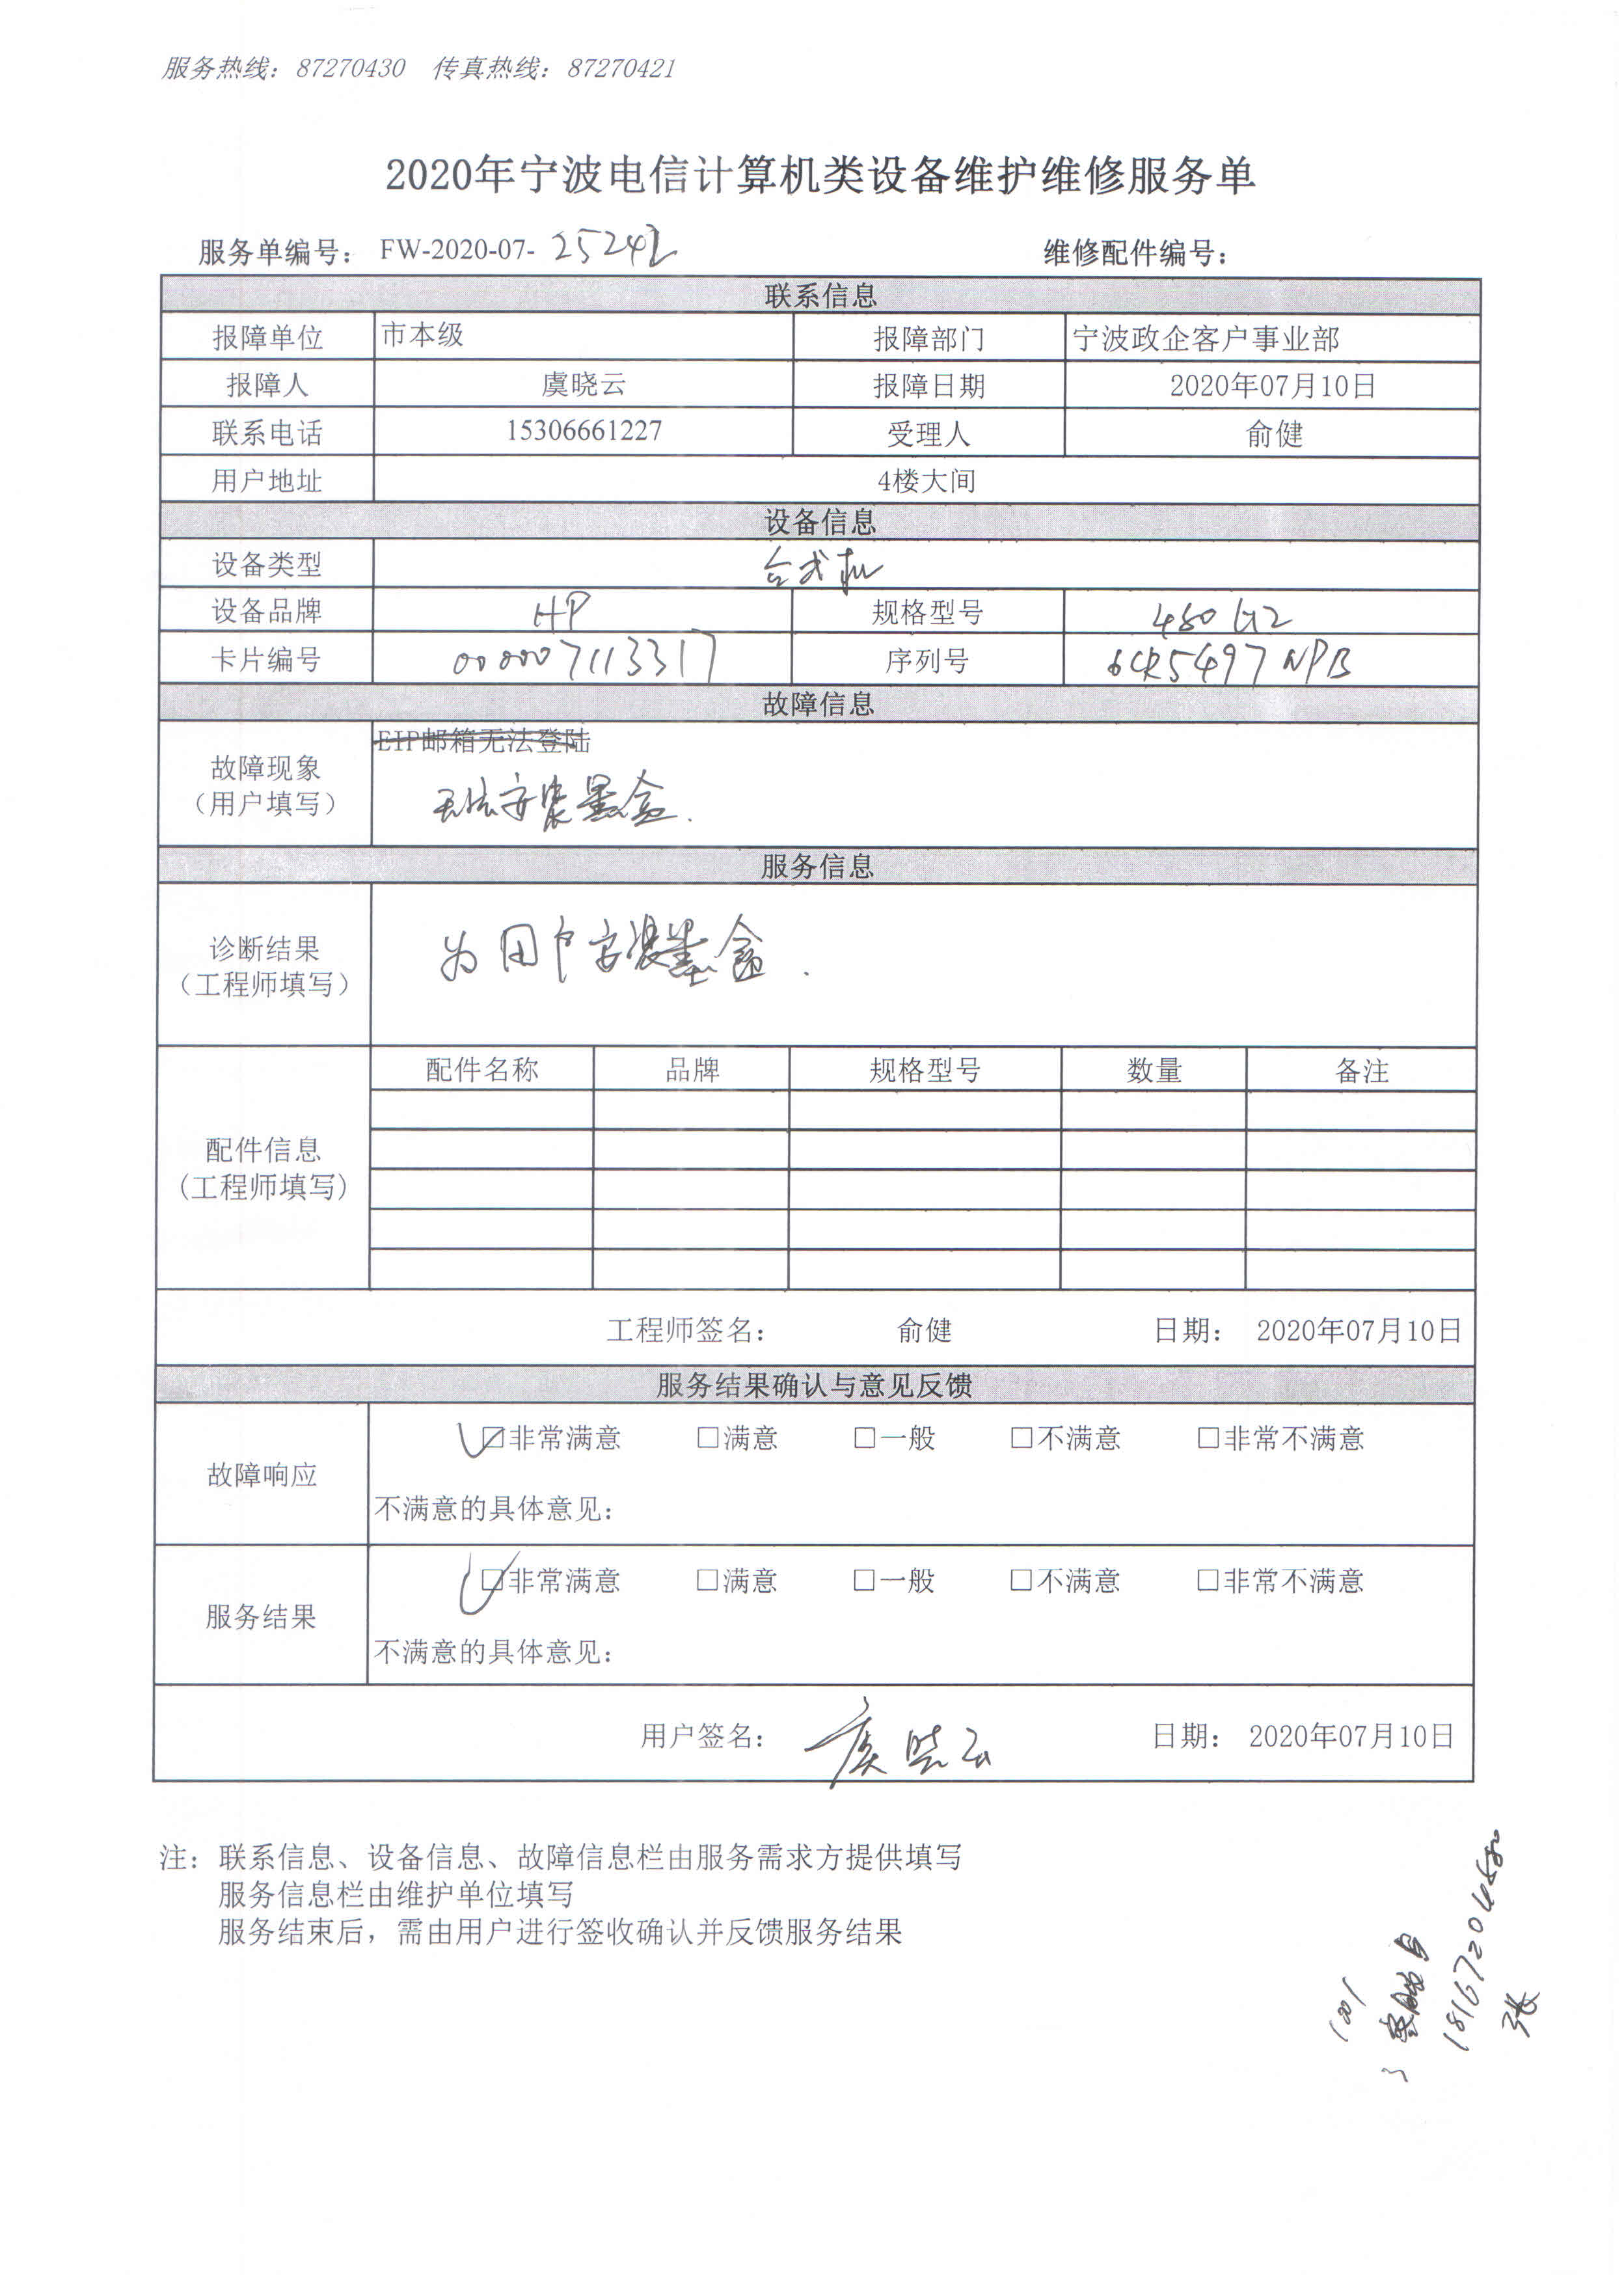 服务热线：87270430 传真热线：87270421
2020年宁波电信计算机类设备维护维修服务单
服务单编号： FW-2020-07- 25242 维修配件编号：
联系信息
报障单位 市本级 报障部门 宁波政企客户事业部
报障人 虞晓云 报障日期 2020年07月10日
联系电话 15306661227 受理人 俞健
用户地址 4楼大间
设备信息
设备类型 台式机
设备品牌 HP 规格型号 480 G2
卡片编号 000007113317 序列号 6CR5497NPB
故障信息
EIP邮箱无法登陆
故障现象
（用户填写）
无法安装墨盒.
服务信息
诊断结果
（工程师填写）
为用户安装墨盒.
配件名称 品牌 规格型号 数量 备注
配件信息
(工程师填写)
工程师签名： 俞健 日期： 2020年07月10日
服务结果确认与意见反馈
故障响应
☑非常满意 □满意 □一般 □不满意 □非常不满意
不满意的具体意见：
服务结果
☑非常满意 □满意 □一般 □不满意 □非常不满意
不满意的具体意见：
用户签名： 虞晓云 日期： 2020年07月10日
注：联系信息、设备信息、故障信息栏由服务需求方提供填写
服务信息栏由维护单位填写
服务结束后，需由用户进行签收确认并反馈服务结果
张